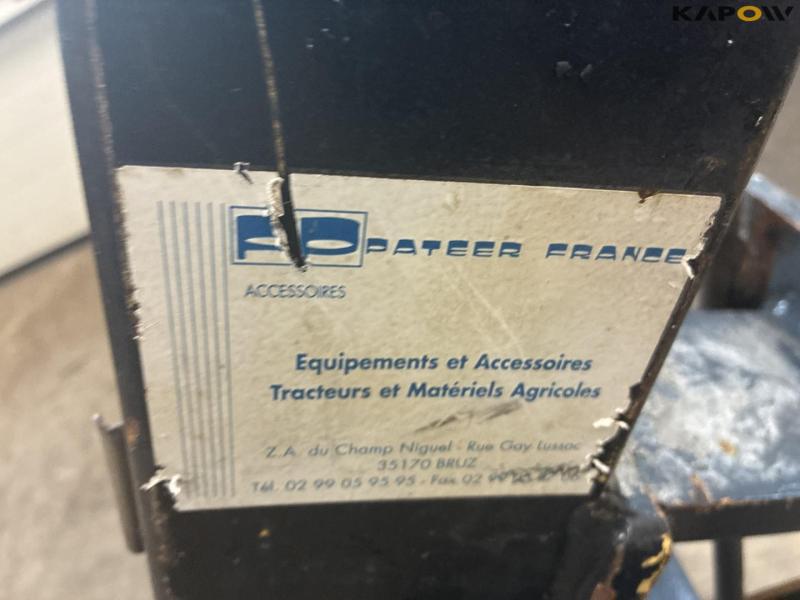 KAPOW
PATEER FRANCE
ACCESSOIRES
Equipements et Accessoires
Tracteurs et Matériels Agricoles
Z.A. du Champ Niguel - Rue Gay Lussac
35170 BRUZ
Tél. 02 99 05 95 95 - Fax 02 99